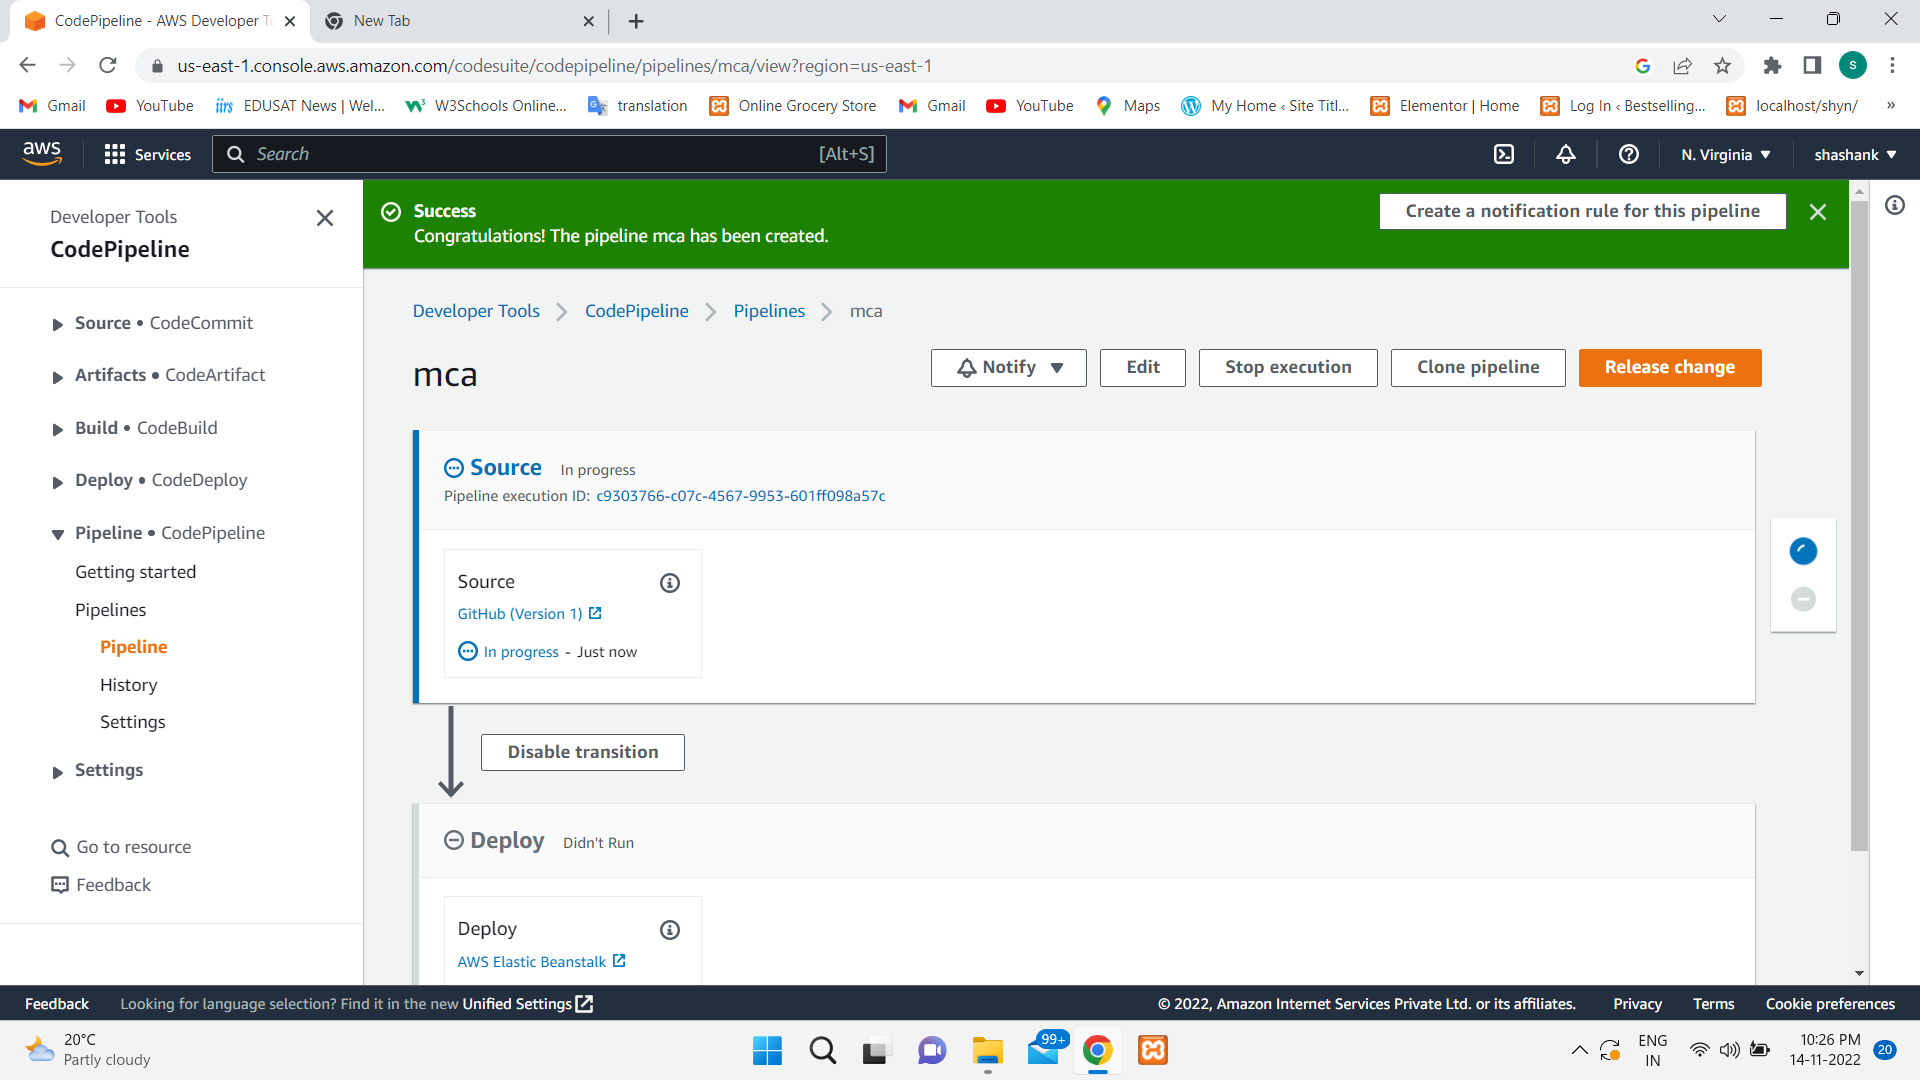 CodePipeline - AWS Developer To
New Tab
us-east-1.console.aws.amazon.com/codesuite/codepipeline/pipelines/mca/view?region=us-east-1
S
Gmail YouTube EDUSAT News | Wel... W3Schools Online... translation Online Grocery Store Gmail YouTube Maps My Home ‹ Site Titl... Elementor | Home Log In ‹ Bestselling... localhost/shyn/ »
aws Services Search [Alt+S] N. Virginia shashank
Developer Tools
CodePipeline
Source • CodeCommit
Artifacts • CodeArtifact
Build • CodeBuild
Deploy • CodeDeploy
Pipeline • CodePipeline
Getting started
Pipelines
Pipeline
History
Settings
Settings
Go to resource
Feedback
Success
Congratulations! The pipeline mca has been created.
Create a notification rule for this pipeline
Developer Tools CodePipeline Pipelines mca
mca
Notify Edit Stop execution Clone pipeline Release change
Source In progress
Pipeline execution ID: c9303766-c07c-4567-9953-601ff098a57c
Source
GitHub (Version 1)
In progress - Just now
Disable transition
Deploy Didn't Run
Deploy
AWS Elastic Beanstalk
Feedback Looking for language selection? Find it in the new Unified Settings © 2022, Amazon Internet Services Private Ltd. or its affiliates. Privacy Terms Cookie preferences
20°C
Partly cloudy
99+
ENG
IN
10:26 PM
14-11-2022
20